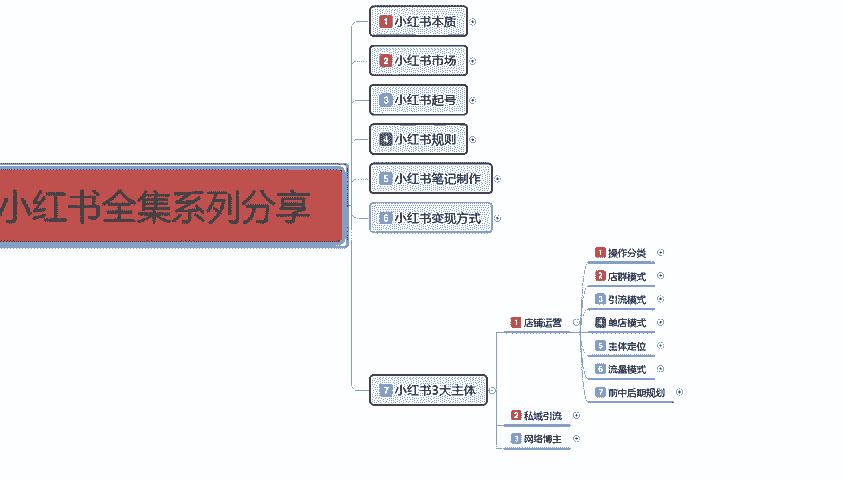 小红书全集系列分享
1 小红书本质
2 小红书市场
3 小红书起号
4 小红书规则
5 小红书笔记制作
6 小红书变现方式
7 小红书3大主体
1 店铺运营
1 操作分类
2 店群模式
3 引流模式
4 单店模式
5 主体定位
6 流量模式
7 前中后期规划
2 私域引流
3 网络博主